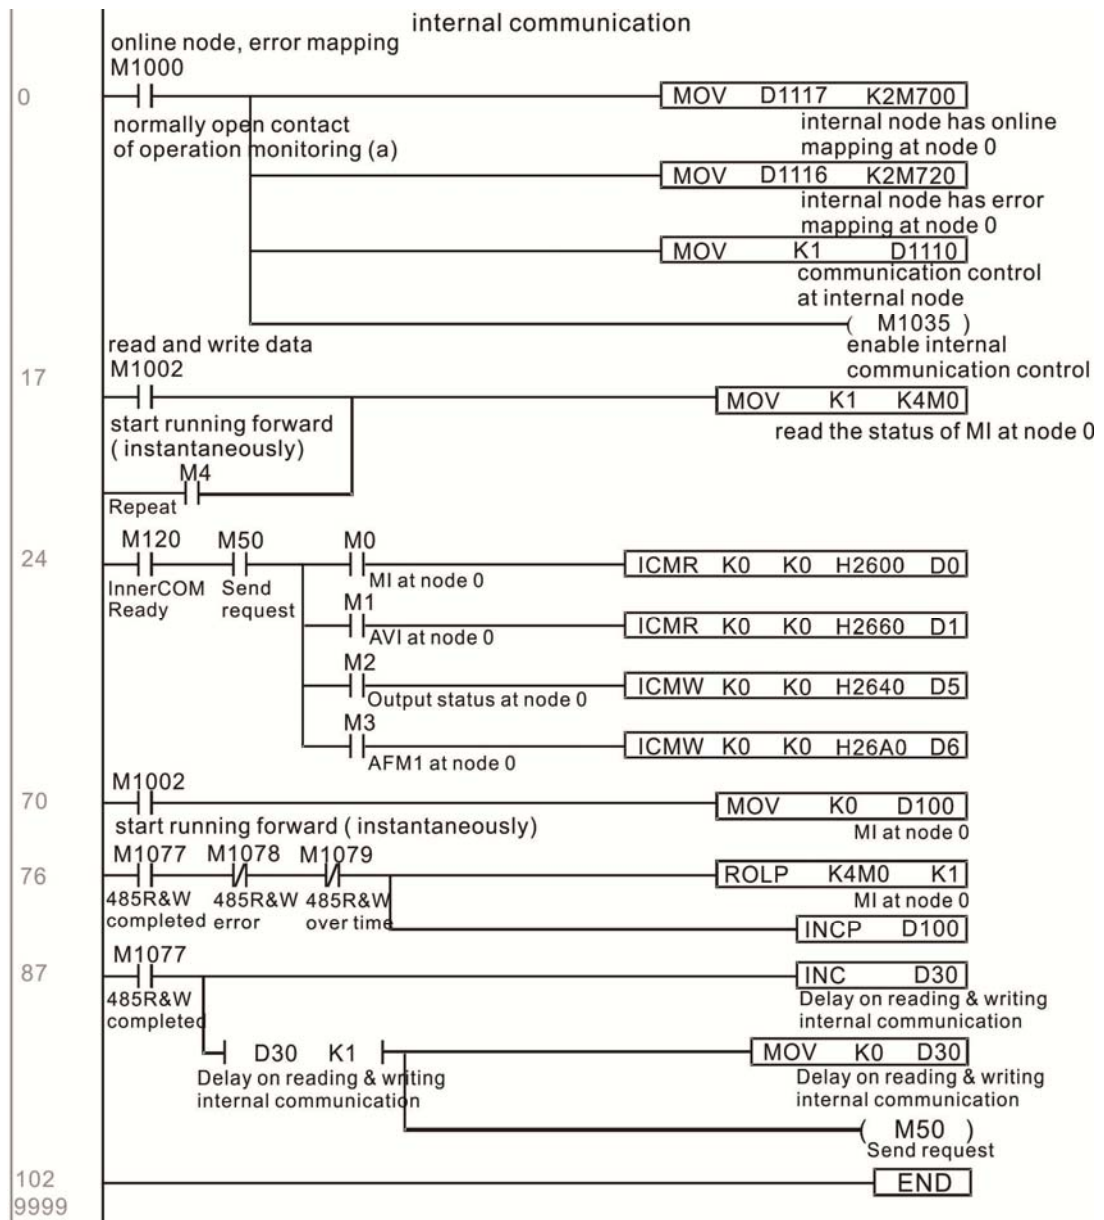 internal communication
online node, error mapping
M1000
0
MOV D1117 K2M700
normally open contact
of operation monitoring (a)
internal node has online
mapping at node 0
MOV D1116 K2M720
internal node has error
mapping at node 0
MOV K1 D1110
communication control
at internal node
( M1035 )
enable internal
communication control
read and write data
17
M1002
MOV K1 K4M0
start running forward
( instantaneously)
read the status of MI at node 0
M4
Repeat
24
M120 M50 M0
ICMR K0 K0 H2600 D0
InnerCOM
Ready
Send
request
MI at node 0
M1
ICMR K0 K0 H2660 D1
AVI at node 0
M2
ICMW K0 K0 H2640 D5
Output status at node 0
M3
ICMW K0 K0 H26A0 D6
AFM1 at node 0
M1002
70
MOV K0 D100
start running forward ( instantaneously)
MI at node 0
M1077 M1078 M1079
76
ROLP K4M0 K1
485R&W
completed
485R&W
error
485R&W
over time
MI at node 0
INCP D100
M1077
87
INC D30
485R&W
completed
Delay on reading & writing
internal communication
D30 K1
MOV K0 D30
Delay on reading & writing
internal communication
Delay on reading & writing
internal communication
( M50 )
Send request
102
END
9999